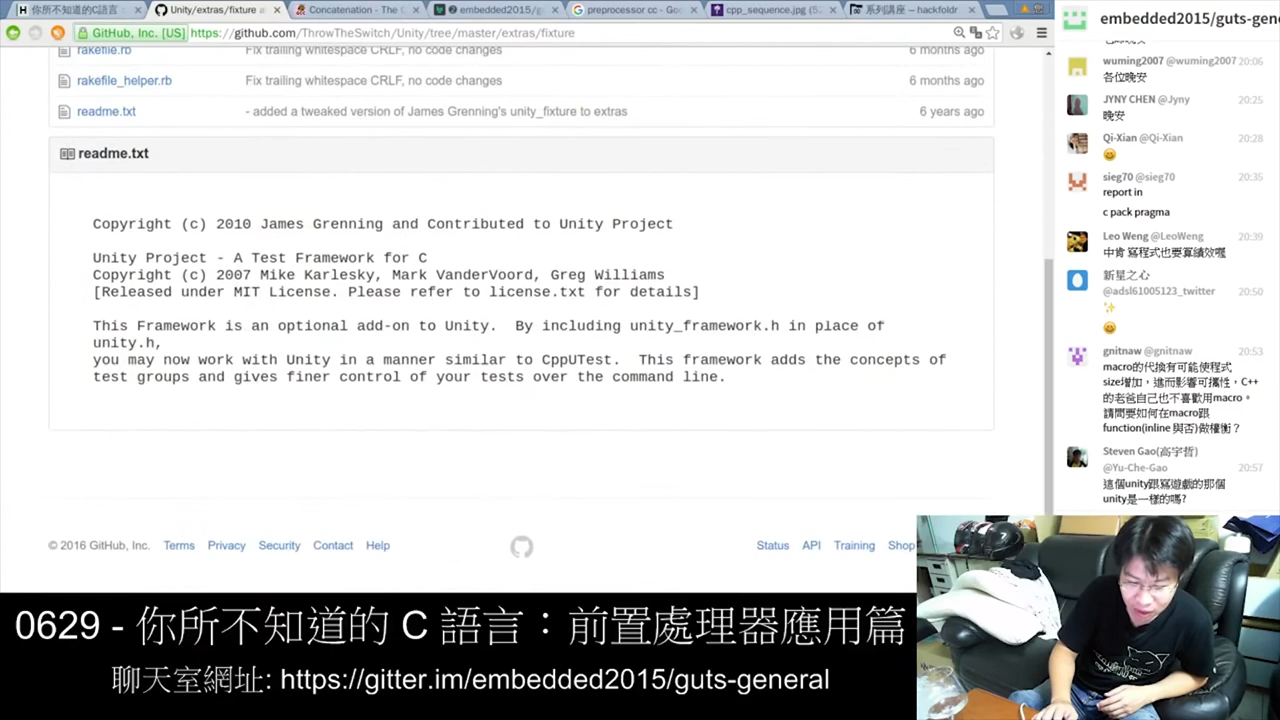 你所不知道的C語言
Unity/extras/fixture a
Concatenation - The C
embedded2015/g
preprocessor cc - Go
cpp_sequence.jpg (5
系列講座 – hackfoldr
GitHub, Inc. [US] https://github.com/ThrowTheSwitch/Unity/tree/master/extras/fixture
rakefile.rb Fix trailing whitespace CRLF, no code changes 6 months ago
rakefile_helper.rb Fix trailing whitespace CRLF, no code changes 6 months ago
readme.txt - added a tweaked version of James Grenning's unity_fixture to extras 6 years ago
readme.txt
Copyright (c) 2010 James Grenning and Contributed to Unity Project
Unity Project - A Test Framework for C
Copyright (c) 2007 Mike Karlesky, Mark VanderVoord, Greg Williams
[Released under MIT License. Please refer to license.txt for details]
This Framework is an optional add-on to Unity.  By including unity_framework.h in place of
unity.h,
you may now work with Unity in a manner similar to CppUTest.  This framework adds the concepts of
test groups and gives finer control of your tests over the command line.
© 2016 GitHub, Inc. Terms Privacy Security Contact Help
Status API Training Shop
embedded2015/guts-gen
wuming2007 @wuming2007 20:06
各位晚安
JYNY CHEN @Jyny 20:25
晚安
Qi-Xian @Qi-Xian 20:28
sieg70 @sieg70 20:35
report in
c pack pragma
Leo Weng @LeoWeng 20:39
中肯 寫程式也要算績效喔
新星之心
@adsl61005123_twitter 20:50
gnitnaw @gnitnaw 20:53
macro的代換有可能使程式
size增加，進而影響可攜性，C++
的老爸自己也不喜歡用macro。
請問要如何在macro跟
function(inline 與否)做權衡？
Steven Gao(高宇哲)
@Yu-Che-Gao 20:57
這個unity跟寫遊戲的那個
unity是一樣的嗎?
0629 - 你所不知道的 C 語言：前置處理器應用篇
聊天室網址: https://gitter.im/embedded2015/guts-general